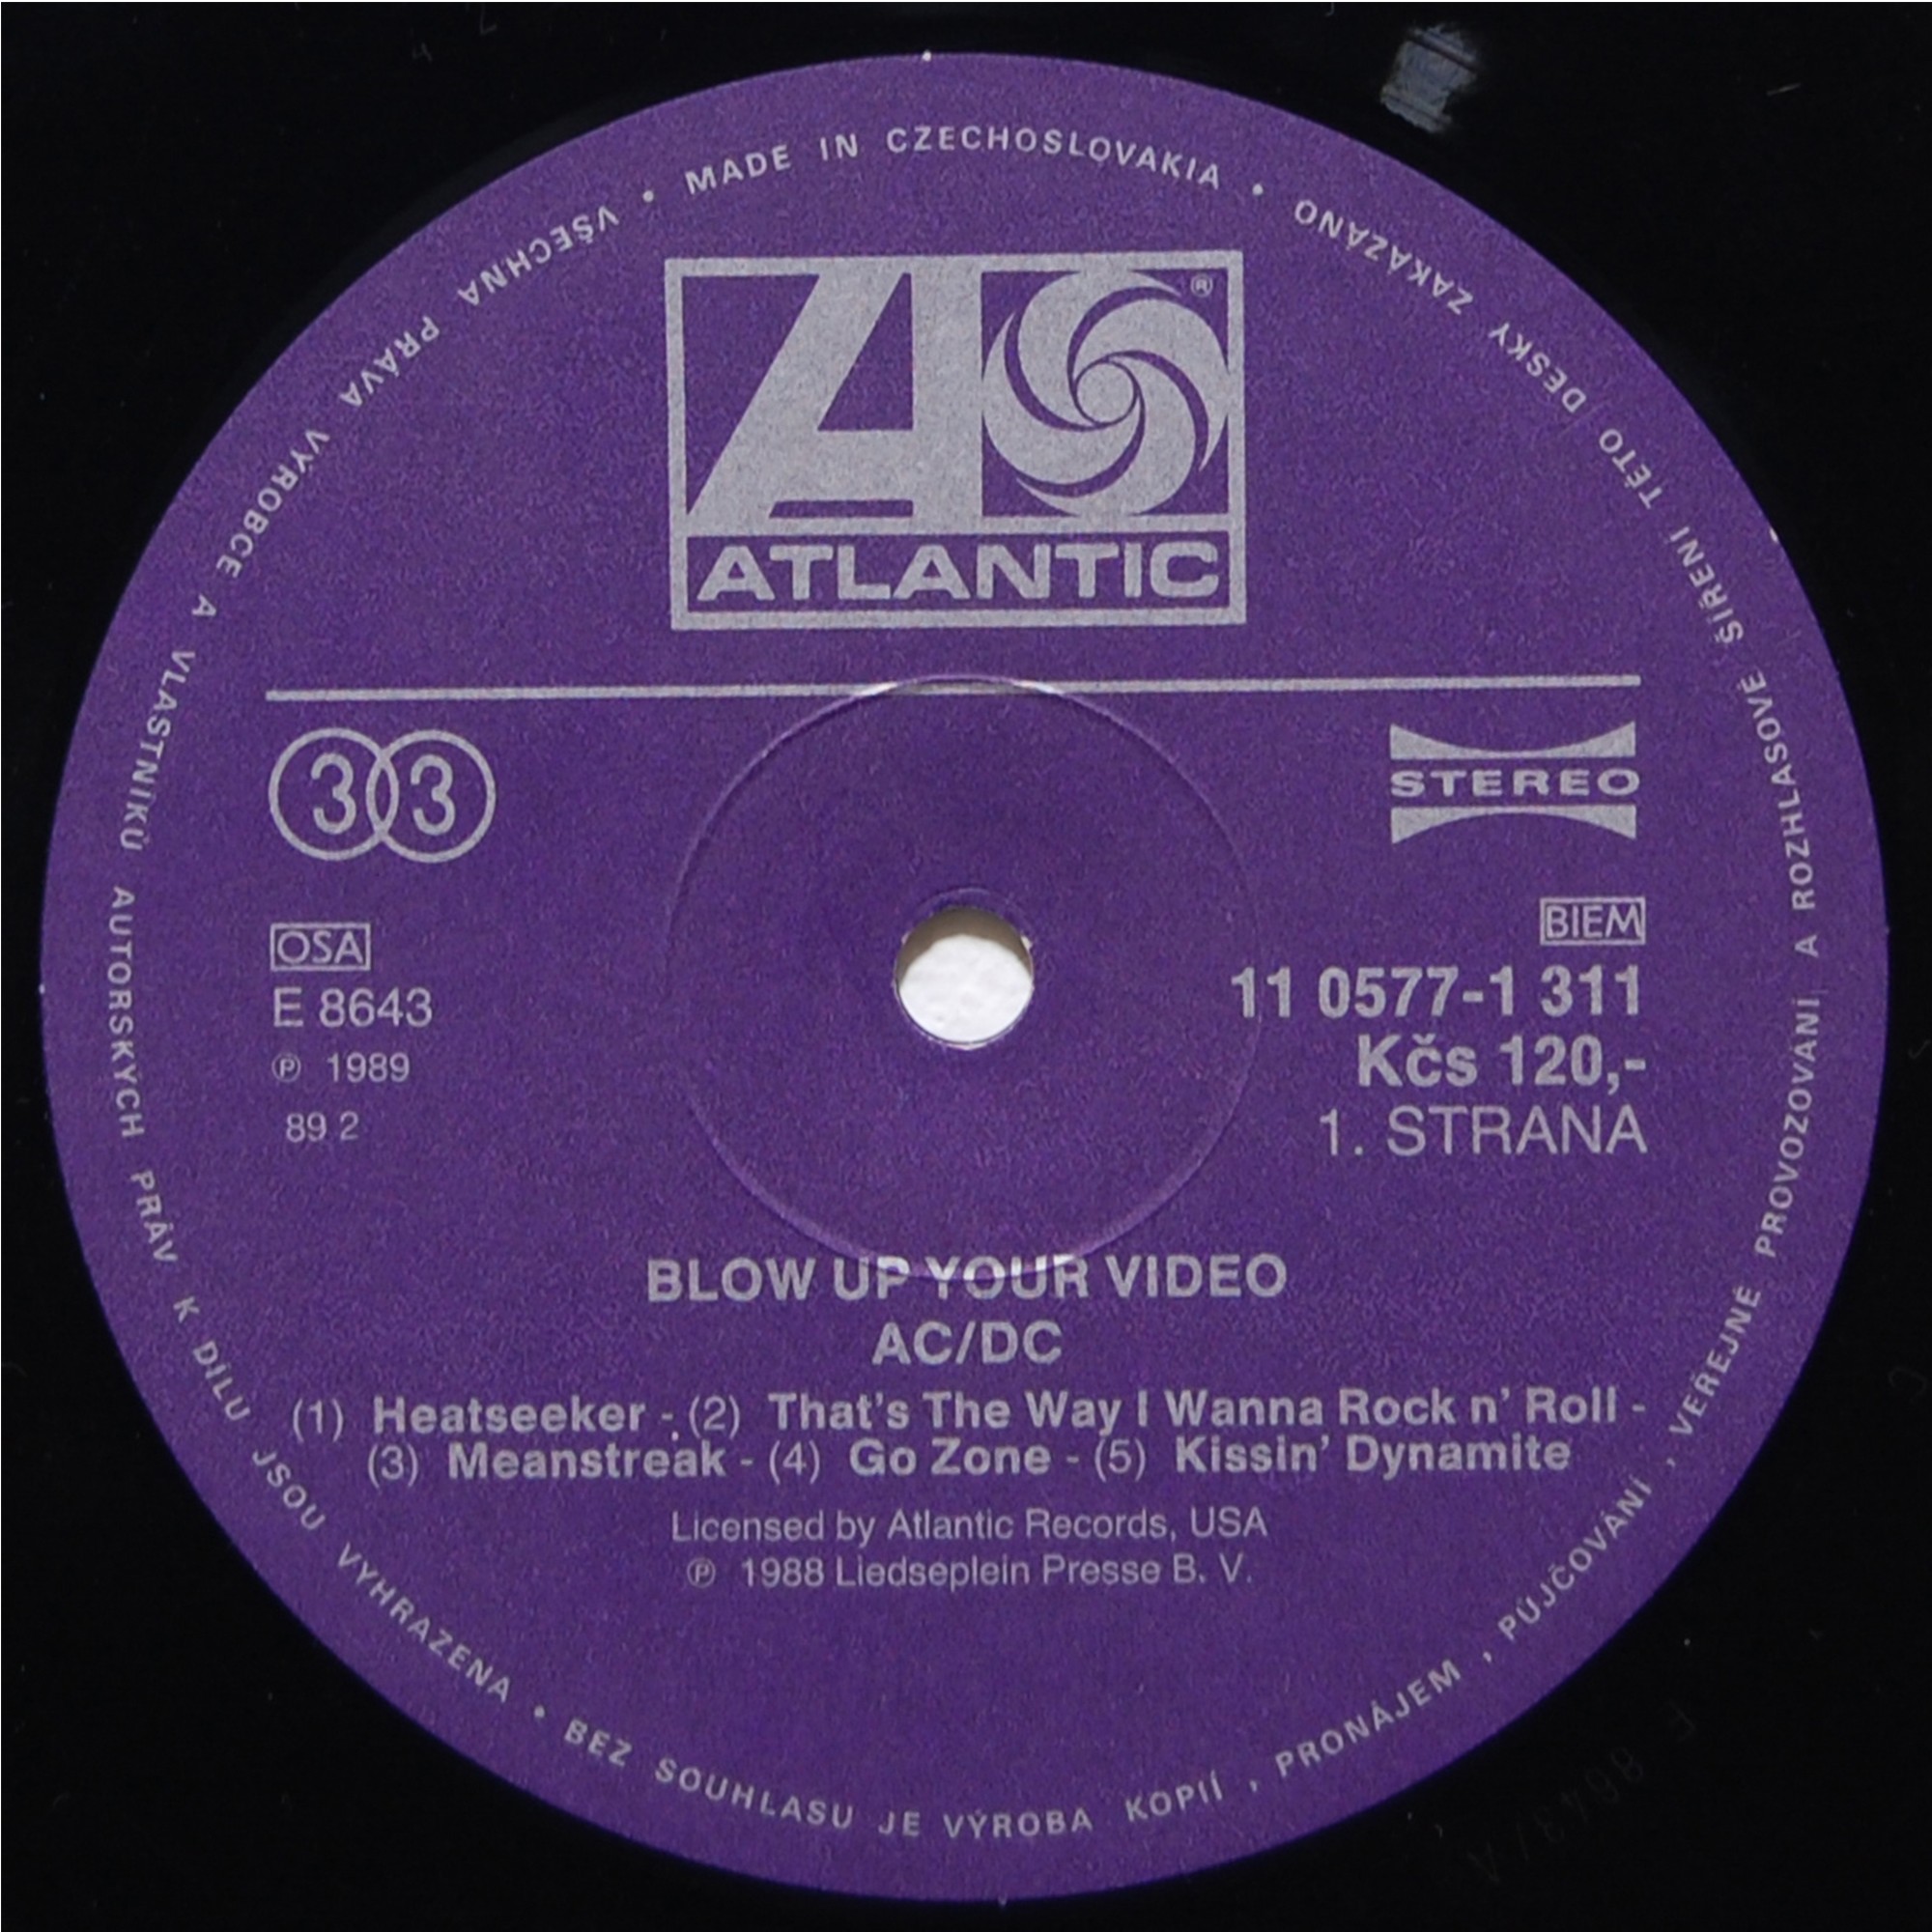 MADE IN CZECHOSLOVAKIA •
VŠECHNA PRÁVA VÝROBCE A VLASTNÍKŮ AUTORSKÝCH PRÁV K DÍLU JSOU VYHRAZENA •
BEZ SOUHLASU JE VÝROBA KOPIÍ, PRONÁJEM, PŮJČOVÁNÍ, VEŘEJNÉ PROVOZOVÁNÍ A ROZHLASOVÉ ŠÍŘENÍ TÉTO DESKY ZAKÁZÁNO •
®
ATLANTIC
33
STEREO
OSA
BIEM
E 8643
11 0577-1 311
℗ 1989
Kčs 120,-
89 2
1. STRANA
BLOW UP YOUR VIDEO
AC/DC
(1) Heatseeker - (2) That's The Way I Wanna Rock n' Roll -
(3) Meanstreak - (4) Go Zone - (5) Kissin' Dynamite
Licensed by Atlantic Records, USA
℗ 1988 Liedseplein Presse B. V.